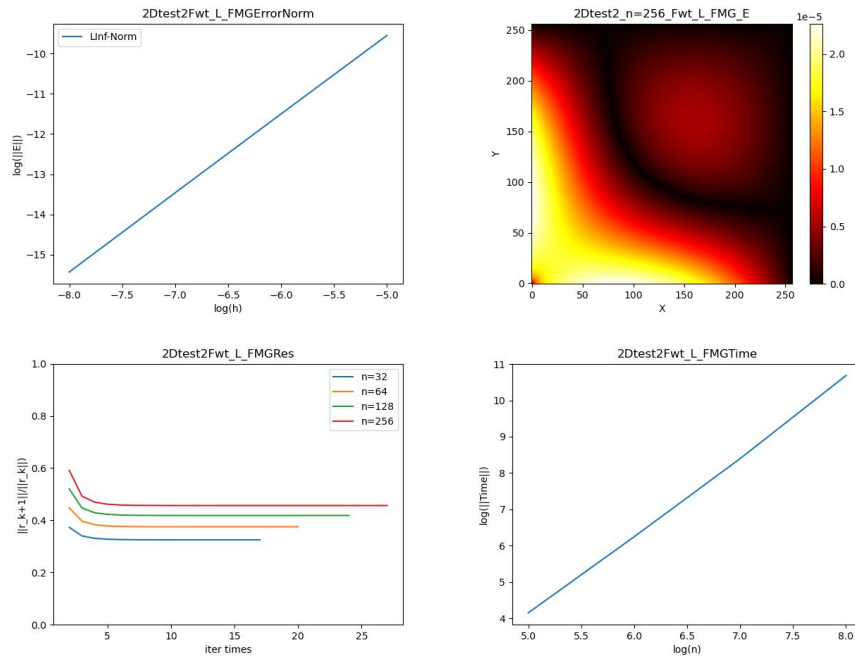 2Dtest2Fwt_L_FMGErrorNorm
LInf-Norm
log(||E||)
−10
−11
−12
−13
−14
−15
−8.0 −7.5 −7.0 −6.5 −6.0 −5.5 −5.0
log(h)
2Dtest2_n=256_Fwt_L_FMG_E
1e−5
Y
250
200
150
100
50
0
0 50 100 150 200 250
X
2.0
1.5
1.0
0.5
0.0
2Dtest2Fwt_L_FMGRes
n=32
n=64
n=128
n=256
||r_k+1||/||r_k||
1.0
0.8
0.6
0.4
0.2
0.0
5 10 15 20 25
iter times
2Dtest2Fwt_L_FMGTime
log(||Time||)
11
10
9
8
7
6
5
4
5.0 5.5 6.0 6.5 7.0 7.5 8.0
log(n)